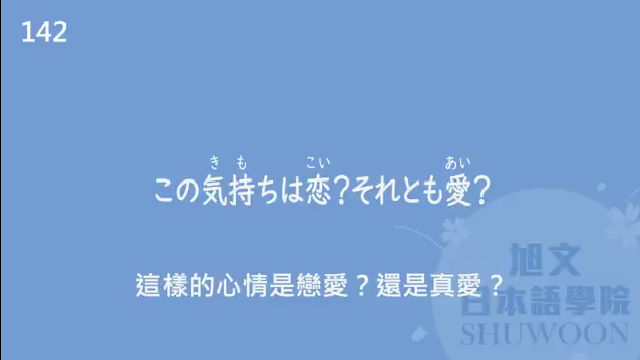 142
き も こい あい
この気持ちは恋?それとも愛?
這樣的心情是戀愛？還是真愛？
旭文
日本語學院
SHUWOON